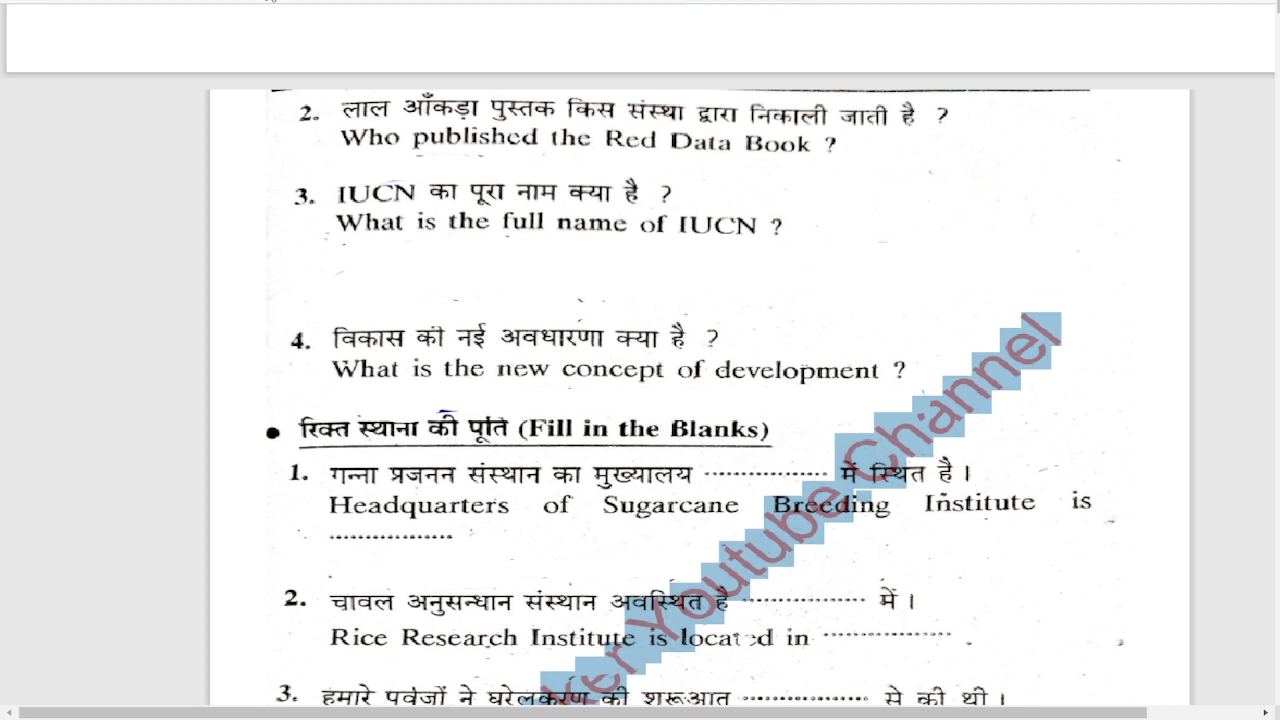 2. लाल आँकड़ा पुस्तक किस संस्था द्वारा निकाली जाती है ?
Who published the Red Data Book ?
3. IUCN का पूरा नाम क्या है ?
What is the full name of IUCN ?
4. विकास की नई अवधारणा क्या है ?
What is the new concept of development ?
• रिक्त स्थाना की पूर्ति (Fill in the Blanks)
1. गन्ना प्रजनन संस्थान का मुख्यालय ................ में स्थित है।
Headquarters of Sugarcane Breeding Institute is
................
2. चावल अनुसन्धान संस्थान अवस्थित है ................ में।
Rice Research Institute is located in ................
3. हमारे पूर्वजों ने घरेलूकरण की शुरूआत ................ से की थी।
ker Youtube Channel